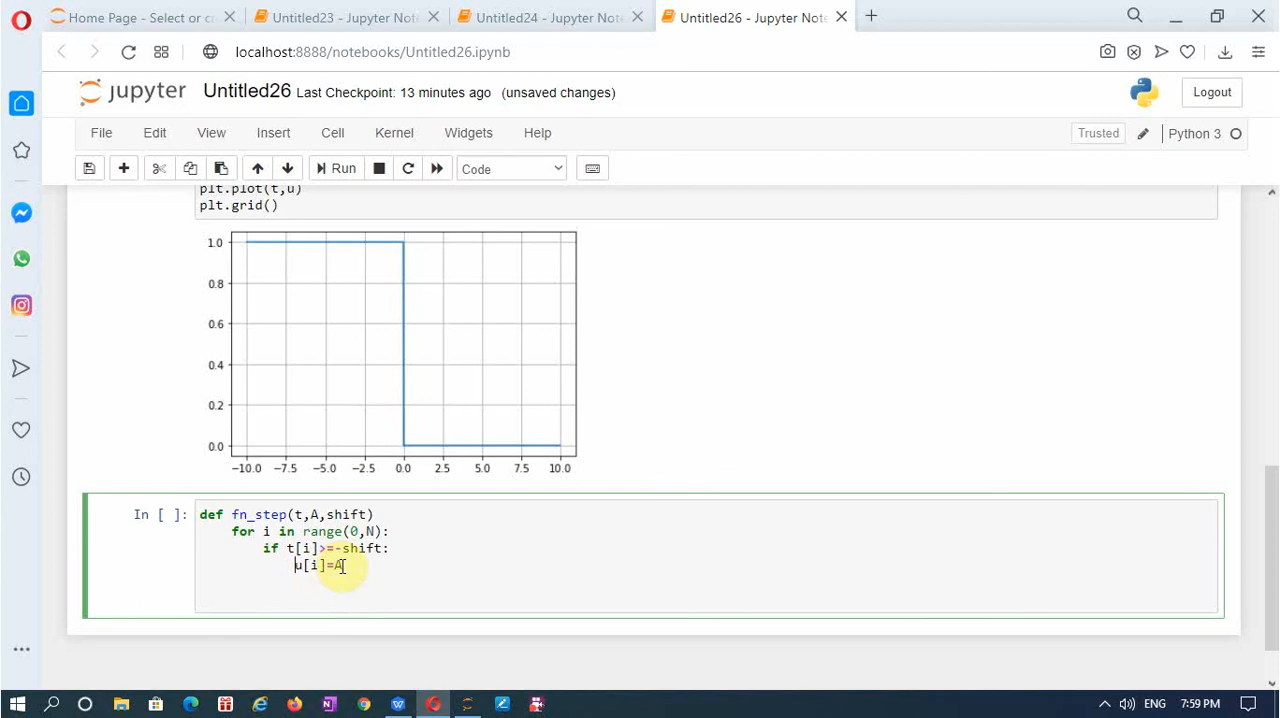 Home Page - Select or cr
Untitled23 - Jupyter Note
Untitled24 - Jupyter Note
Untitled26 - Jupyter Note
localhost:8888/notebooks/Untitled26.ipynb
jupyter Untitled26 Last Checkpoint: 13 minutes ago (unsaved changes)
Logout
File Edit View Insert Cell Kernel Widgets Help
Trusted
Python 3
Run
Code
plt.plot(t,u)
plt.grid()
1.0
0.8
0.6
0.4
0.2
0.0
−10.0 −7.5 −5.0 −2.5 0.0 2.5 5.0 7.5 10.0
In [ ]:
def fn_step(t,A,shift)
for i in range(0,N):
if t[i]>=-shift:
u[i]=A
ENG
7:59 PM